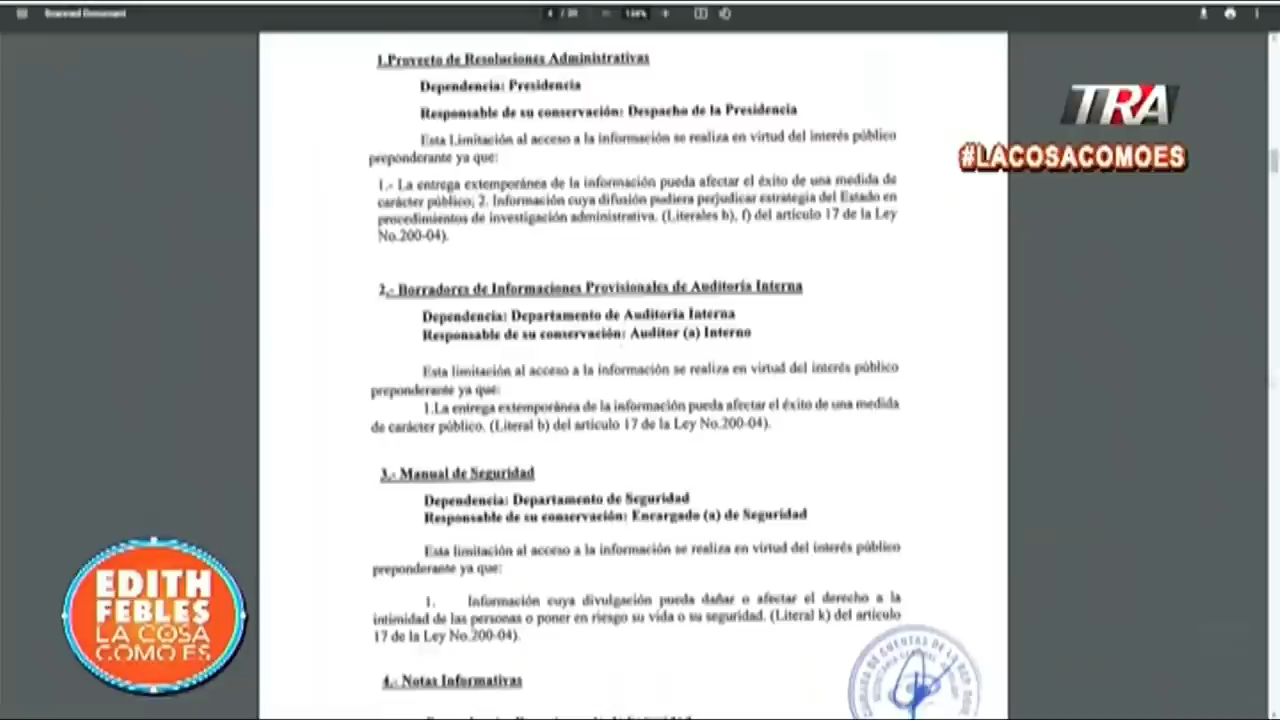 Scanned Document
1.Proyecto de Resoluciones Administrativas
Dependencia: Presidencia
Responsable de su conservación: Despacho de la Presidencia
Esta Limitación al acceso a la información se realiza en virtud del interés público
preponderante ya que:
1.- La entrega extemporánea de la información pueda afectar el éxito de una medida de
carácter público; 2. Información cuya difusión pudiera perjudicar estrategia del Estado en
procedimientos de investigación administrativa. (Literales b), f) del artículo 17 de la Ley
No.200-04).
2.- Borradores de Informaciones Provisionales de Auditoría Interna
Dependencia: Departamento de Auditoría Interna
Responsable de su conservación: Auditor (a) Interno
Esta limitación al acceso a la información se realiza en virtud del interés público
preponderante ya que:
1.La entrega extemporánea de la información pueda afectar el éxito de una medida
de carácter público. (Literal b) del artículo 17 de la Ley No.200-04).
3.- Manual de Seguridad
Dependencia: Departamento de Seguridad
Responsable de su conservación: Encargado (a) de Seguridad
Esta limitación al acceso a la información se realiza en virtud del interés público
preponderante ya que:
1. Información cuya divulgación pueda dañar o afectar el derecho a la
intimidad de las personas o poner en riesgo su vida o su seguridad. (Literal k) del artículo
17 de la Ley No.200-04).
4.- Notas Informativas
TRA
#LACOSACOMOES
EDITH
FEBLES
LA COSA
COMO ES
CAMARA DE CUENTAS DE LA REP. DOM.